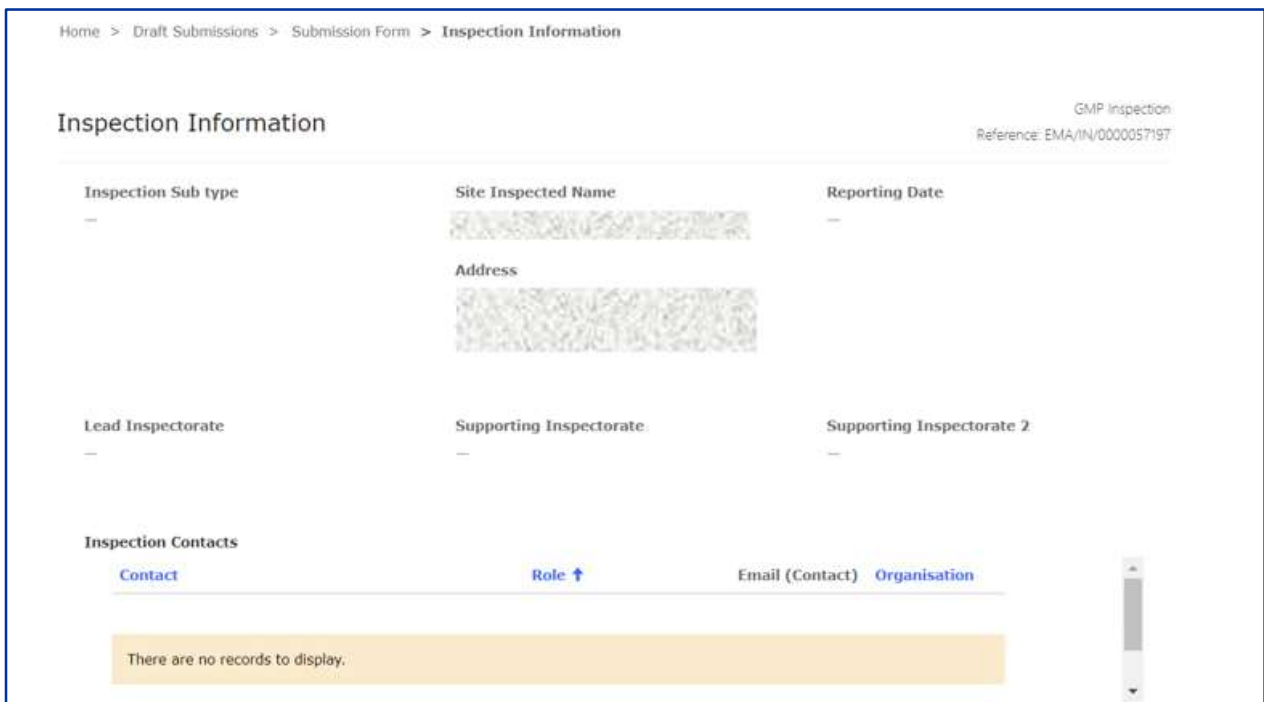 Home > Draft Submissions > Submission Form > Inspection Information
GMP Inspection
Inspection Information
Reference: EMA/IN/0000057197
Inspection Sub type
Site Inspected Name
Reporting Date
---
---
Address
Lead Inspectorate
Supporting Inspectorate
Supporting Inspectorate 2
---
---
---
Inspection Contacts
Contact
Role ↑
Email (Contact)
Organisation
There are no records to display.